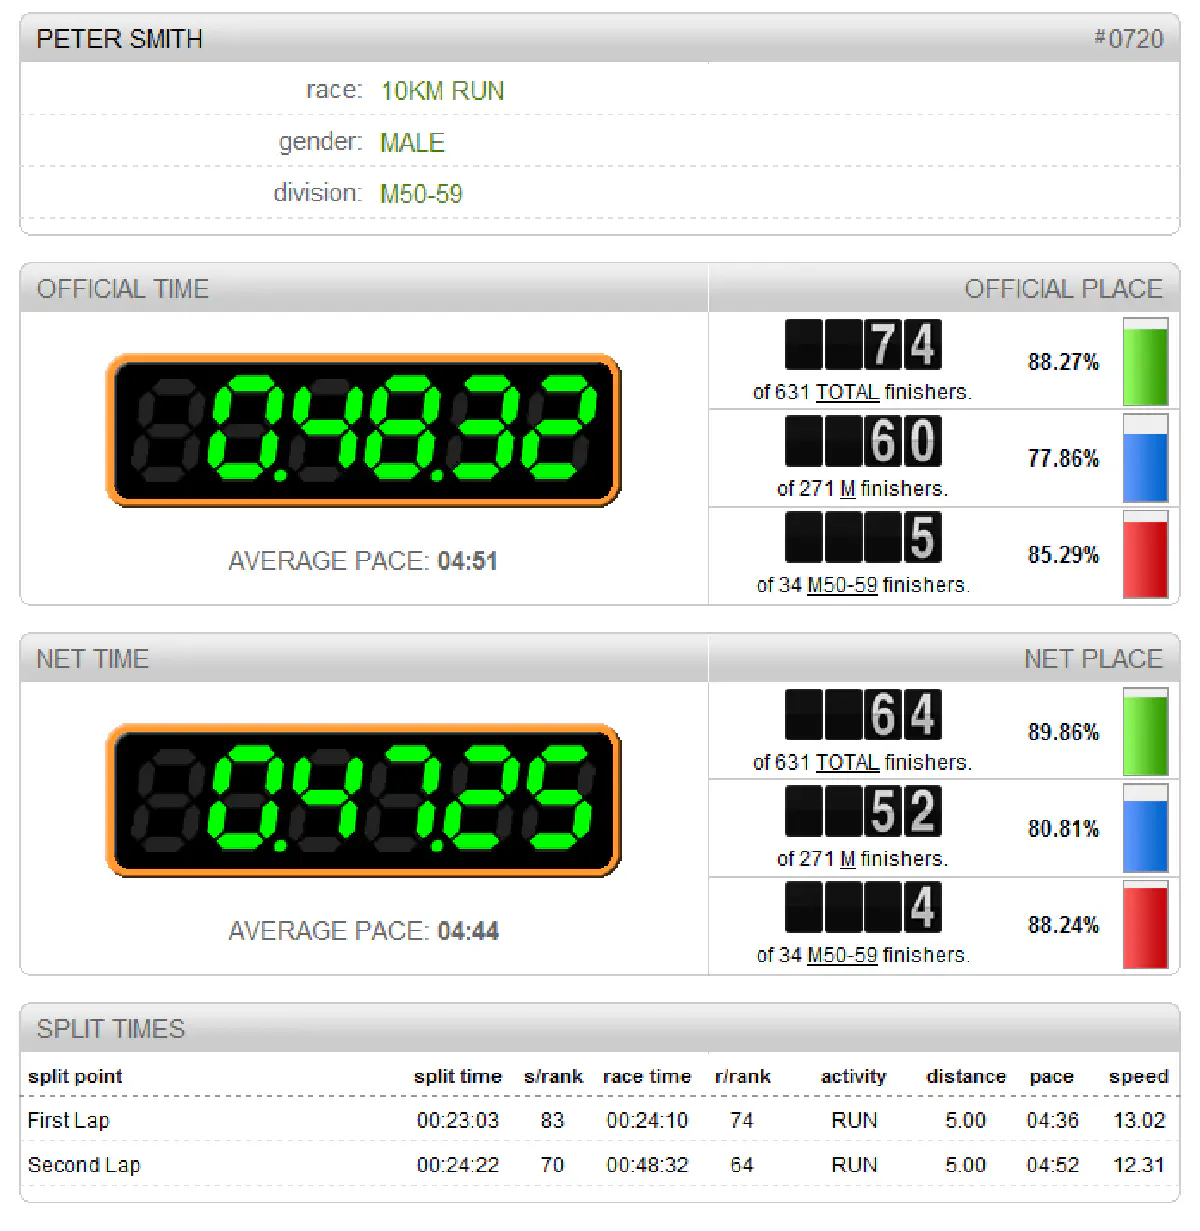 PETER SMITH #0720
race: 10KM RUN
gender: MALE
division: M50-59
OFFICIAL TIME OFFICIAL PLACE
0.48.32
AVERAGE PACE: 04:51
74
of 631 TOTAL finishers.
88.27%
60
of 271 M finishers.
77.86%
5
of 34 M50-59 finishers.
85.29%
NET TIME NET PLACE
0.47.25
AVERAGE PACE: 04:44
64
of 631 TOTAL finishers.
89.86%
52
of 271 M finishers.
80.81%
4
of 34 M50-59 finishers.
88.24%
SPLIT TIMES
split point split time s/rank race time r/rank activity distance pace speed
First Lap 00:23:03 83 00:24:10 74 RUN 5.00 04:36 13.02
Second Lap 00:24:22 70 00:48:32 64 RUN 5.00 04:52 12.31